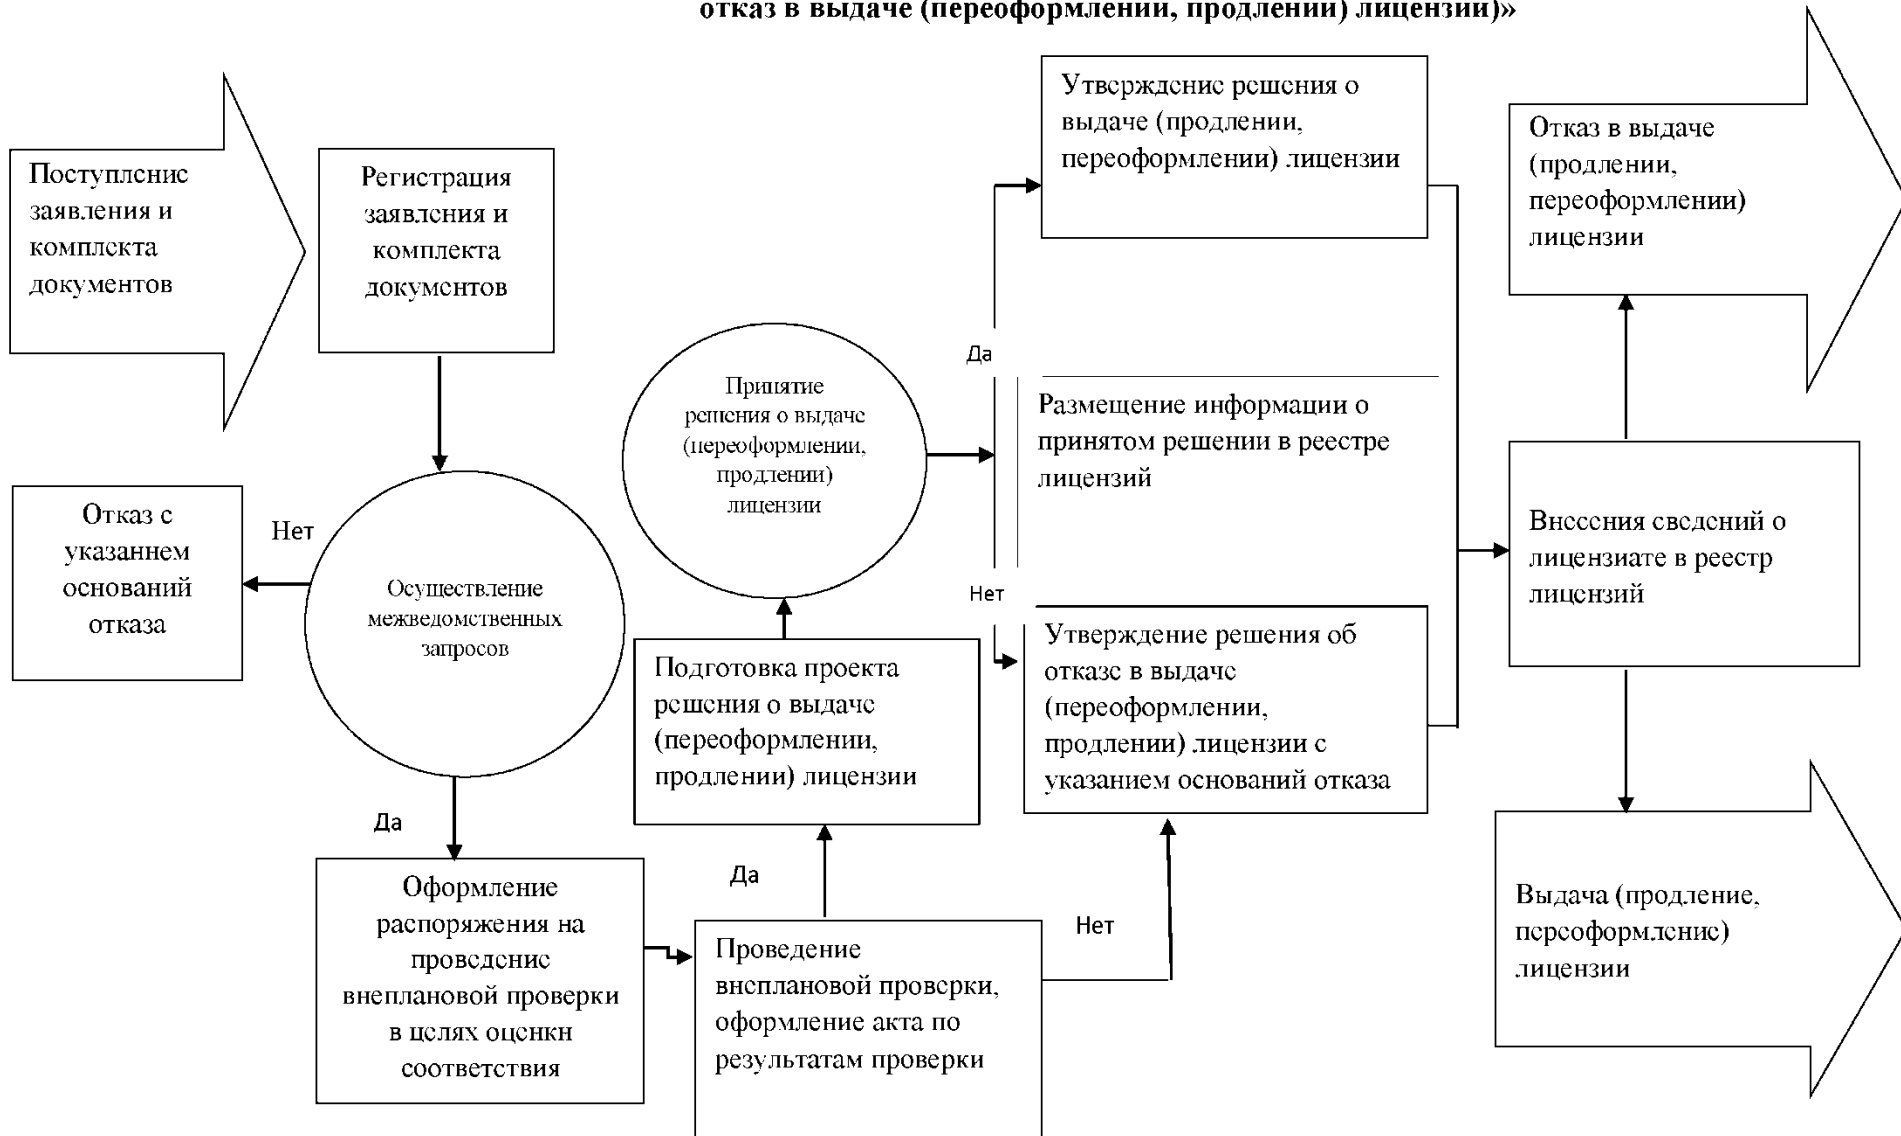 отказ в выдаче (переоформлении, продлении) лицензии)»
Поступление
заявления и
комплекта
документов
Регистрация
заявления и
комплекта
документов
Отказ с
указаннем
оснований
отказа
Нет
Осуществление
межведомственных
запросов
Да
Оформление
распоряжения на
проведение
внеплановой проверки
в целях оценки
соответствия
Проведение
внеплановой проверки,
оформление акта по
результатам проверки
Да
Нет
Подготовка проекта
решения о выдаче
(переоформлении,
продлении) лицензии
Принятие
решения о выдаче
(переоформлении,
продлении)
лицензии
Да
Нет
Утверждение решения о
выдаче (продлении,
переоформлении) лицензии
Размещение информации о
принятом решении в реестре
лицензий
Утверждение решения об
отказе в выдаче
(переоформлении,
продлении) лицензии с
указанием оснований отказа
Отказ в выдаче
(продлении,
переоформлении)
лицензии
Внесения сведений о
лицензиате в реестр
лицензий
Выдача (продление,
переоформление)
лицензии